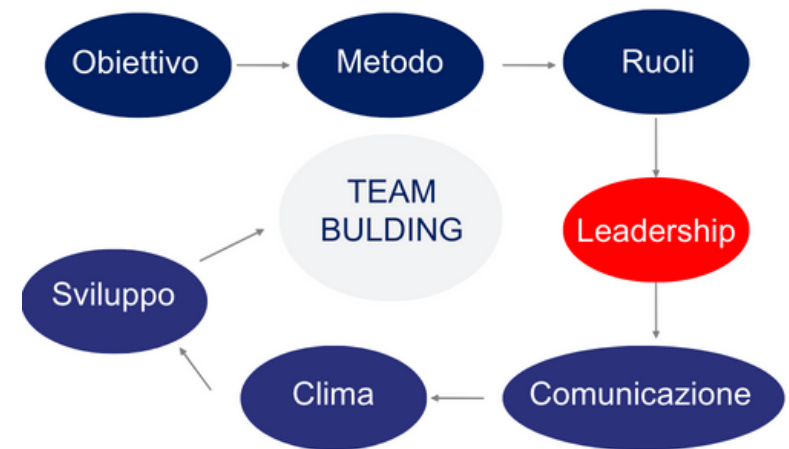 Obiettivo
Metodo
Ruoli
TEAM
BULDING
Leadership
Sviluppo
Clima
Comunicazione